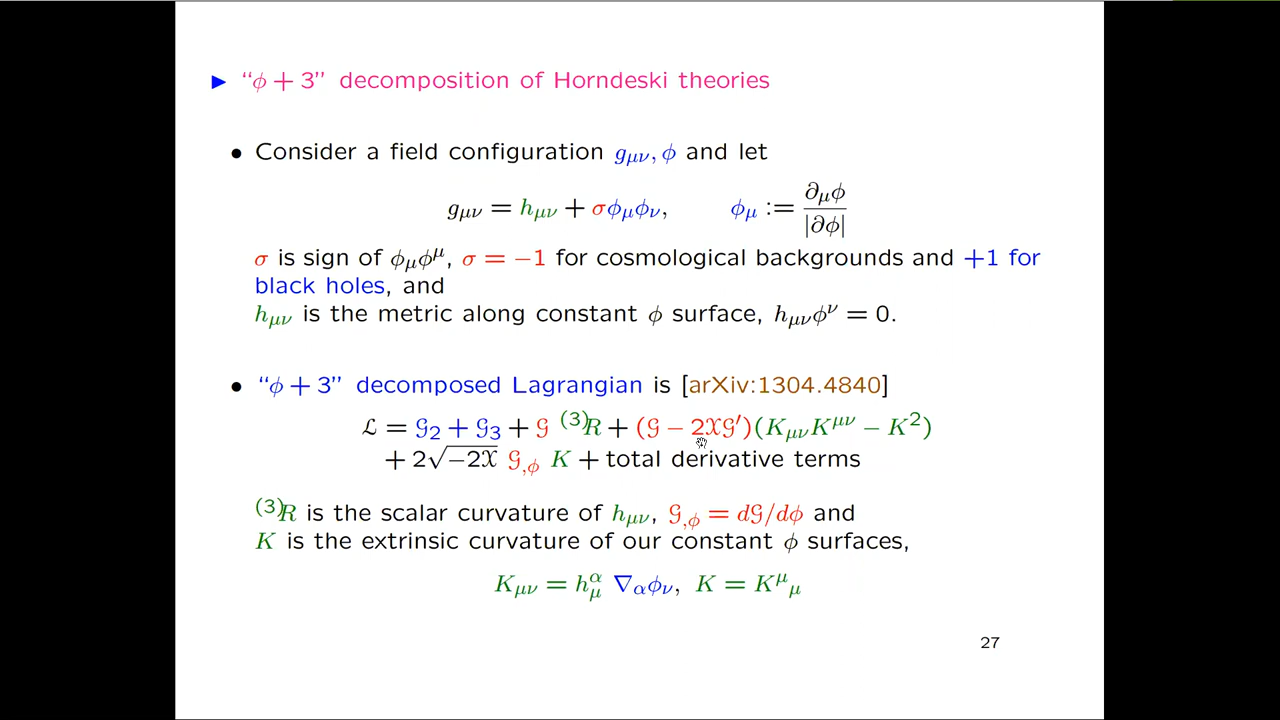 ▶ “ϕ + 3” decomposition of Horndeski theories
• Consider a field configuration g_{μν}, ϕ and let
g_{μν} = h_{μν} + σϕ_μϕ_ν, ϕ_μ := ∂_μϕ / |∂ϕ|
σ is sign of ϕ_μϕ^μ, σ = −1 for cosmological backgrounds and +1 for
black holes, and
h_{μν} is the metric along constant ϕ surface, h_{μν}ϕ^ν = 0.
• “ϕ + 3” decomposed Lagrangian is [arXiv:1304.4840]
ℒ = 𝒢_2 + 𝒢_3 + 𝒢 ^{(3)}R + (𝒢 − 2𝒳𝒢′)(K_{μν}K^{μν} − K^2)
+ 2√(−2𝒳) 𝒢_{,ϕ} K + total derivative terms
^{(3)}R is the scalar curvature of h_{μν}, 𝒢_{,ϕ} = d𝒢/dϕ and
K is the extrinsic curvature of our constant ϕ surfaces,
K_{μν} = h^α_μ ∇_αϕ_ν, K = K^μ_μ
27